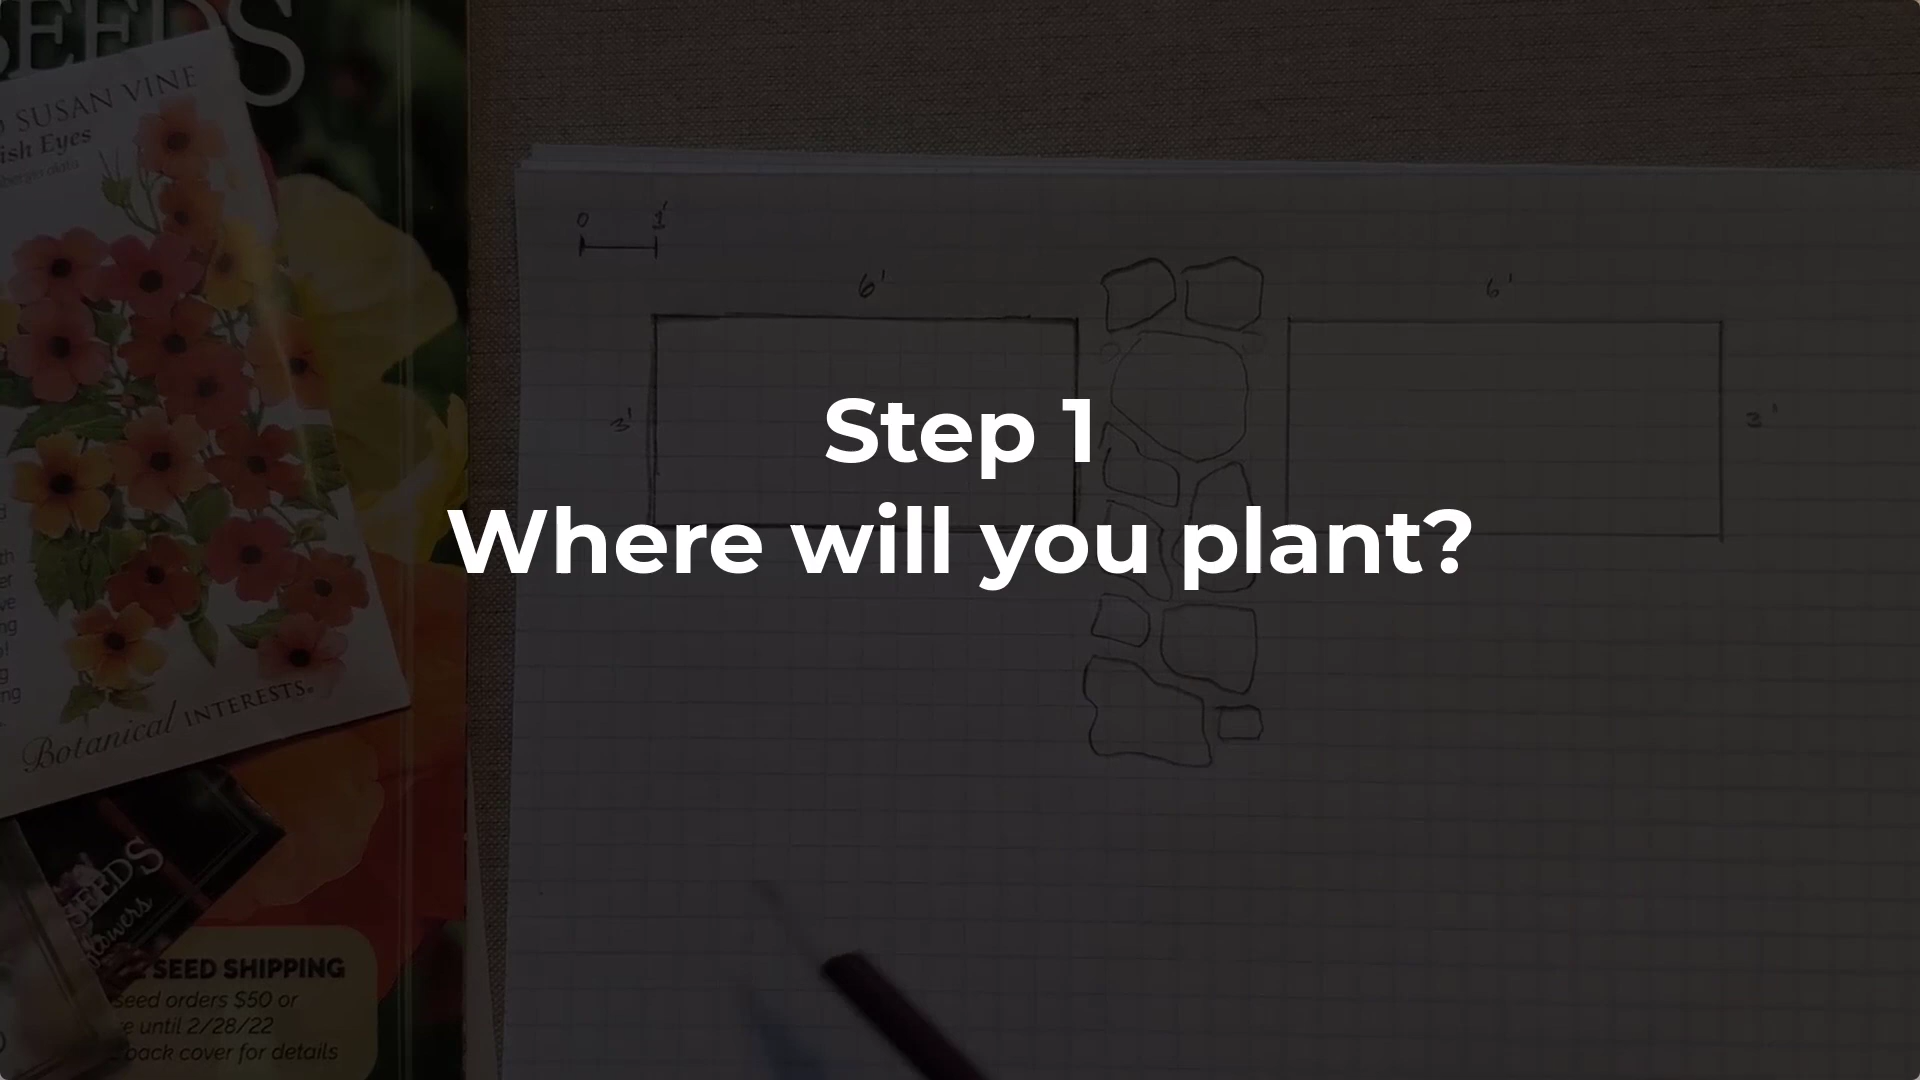 SEEDS
SUSAN VINE
ish Eyes
Botanical INTERESTS.
SEEDS
SEED SHIPPING
seed orders $50 or
until 2/28/22
back cover for details
0 1'
6'
6'
3'
3'
Step 1
Where will you plant?